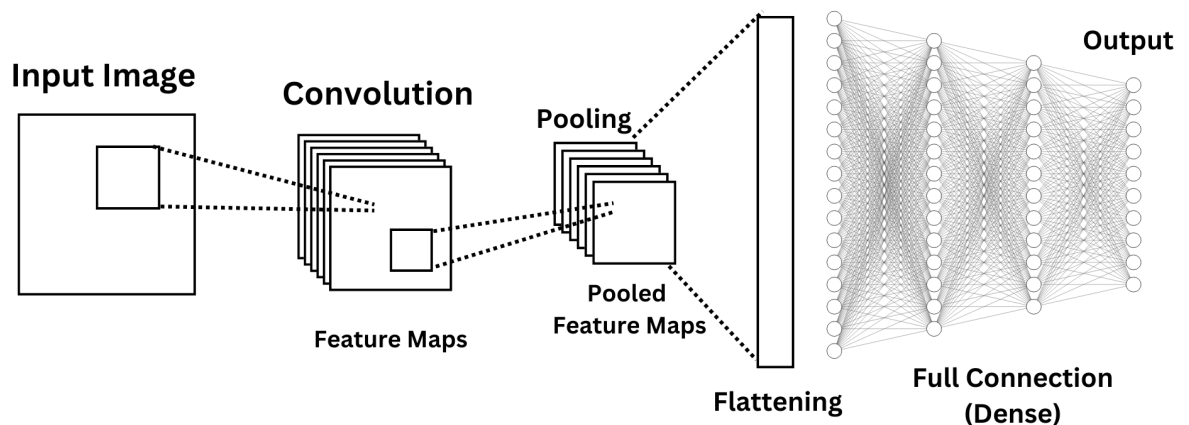 Input Image
Convolution
Feature Maps
Pooling
Pooled
Feature Maps
Flattening
Output
Full Connection
(Dense)